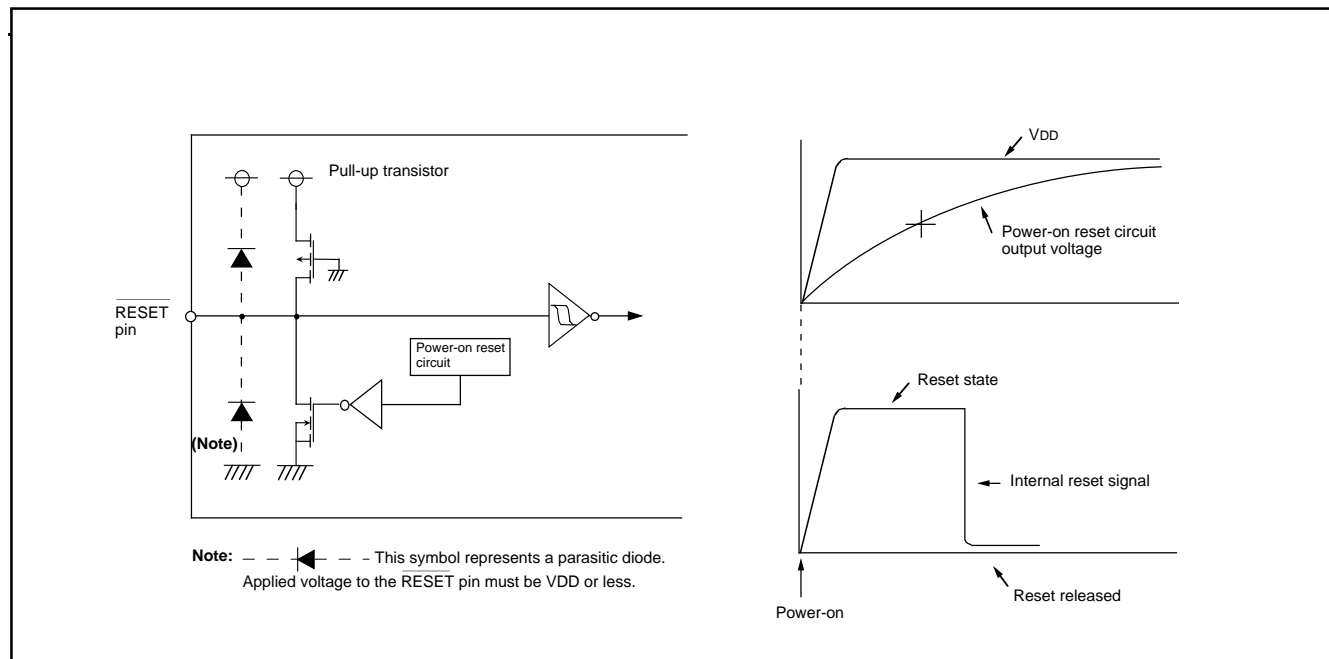 Pull-up transistor
RESET
pin
Power-on reset
circuit
(Note)
Note: This symbol represents a parasitic diode.
Applied voltage to the RESET pin must be VDD or less.
VDD
Power-on reset circuit
output voltage
Reset state
Internal reset signal
Reset released
Power-on